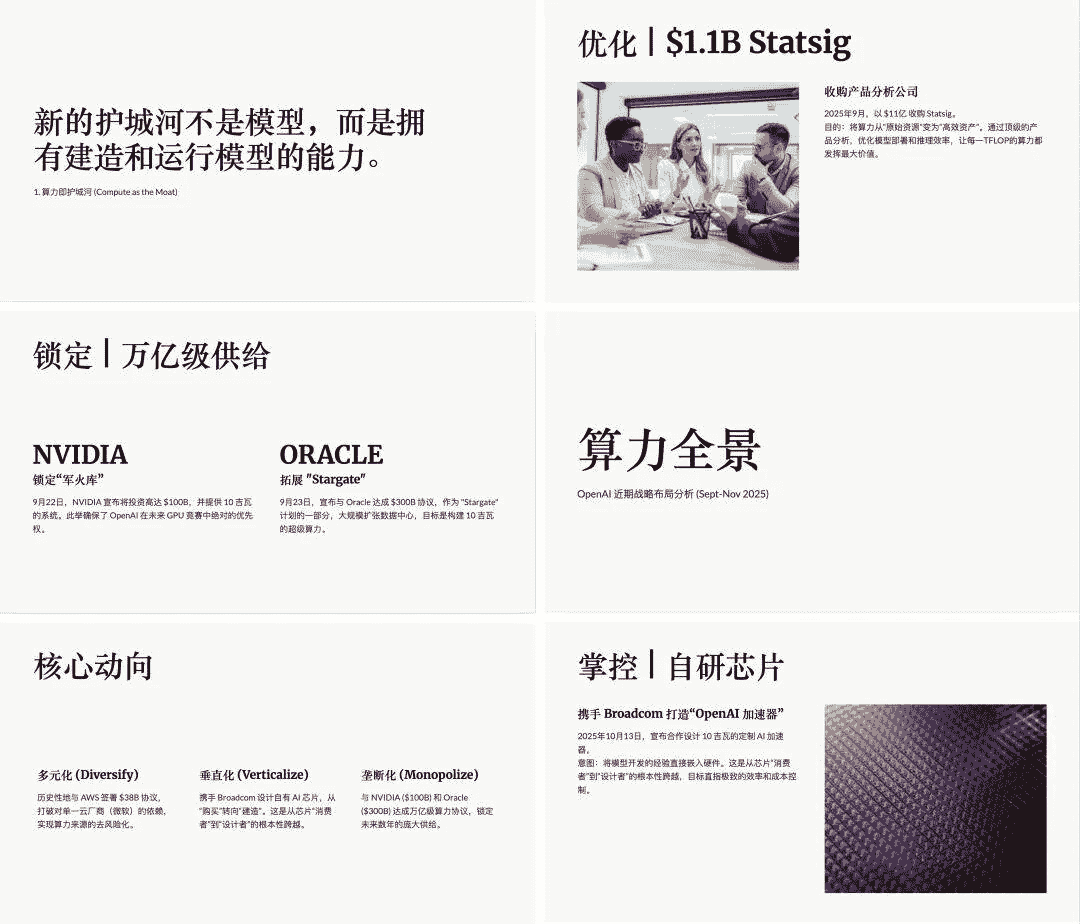 新的护城河不是模型，而是拥
有建造和运行模型的能力。
1. 算力即护城河 (Compute as the Moat)
优化 | $1.1B Statsig
收购产品分析公司
2025年9月，以 $11亿 收购 Statsig。
目的：将算力从"原始资源"变为"高效资产"。通过顶级的产
品分析，优化模型部署和推理效率，让每一TFLOP的算力都
发挥最大价值。
锁定 | 万亿级供给
NVIDIA
锁定“军火库”
9月22日，NVIDIA 宣布将投资高达 $100B，并提供 10 吉瓦
的系统。此举确保了 OpenAI 在未来 GPU 竞赛中绝对的优先
权。
ORACLE
拓展 "Stargate"
9月23日，宣布与 Oracle 达成 $300B 协议，作为 "Stargate"
计划的一部分，大规模扩张数据中心，目标是构建 10 吉瓦
的超级算力。
算力全景
OpenAI 近期战略布局分析 (Sept-Nov 2025)
核心动向
多元化 (Diversify)
历史性地与 AWS 签署 $38B 协议，
打破对单一云厂商（微软）的依赖，
实现算力来源的去风险化。
垂直化 (Verticalize)
携手 Broadcom 设计自有 AI 芯片，从
"购买"转向"建造"。这是从芯片"消费
者"到"设计者"的根本性跨越。
垄断化 (Monopolize)
与 NVIDIA ($100B) 和 Oracle
($300B) 达成万亿级算力协议，锁定
未来数年的庞大供给。
掌控 | 自研芯片
携手 Broadcom 打造“OpenAI 加速器”
2025年10月13日，宣布合作设计 10 吉瓦的定制 AI 加速
器。
意图：将模型开发的经验直接嵌入硬件。这是从芯片"消费
者"到"设计者"的根本性跨越，目标直指极致的效率和成本控
制。